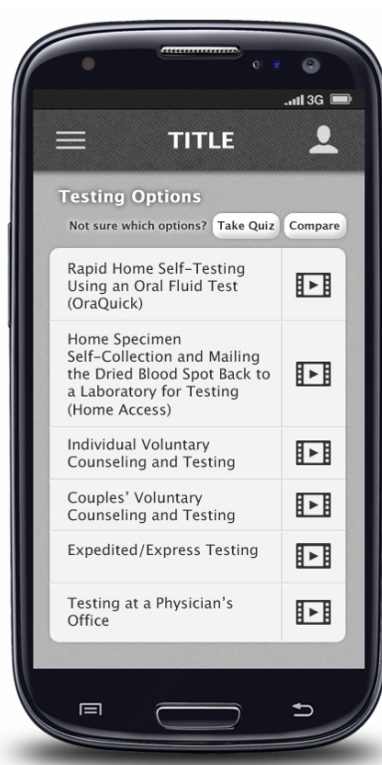 3G
TITLE
Testing Options
Not sure which options? Take Quiz Compare
Rapid Home Self-Testing
Using an Oral Fluid Test
(OraQuick)
Home Specimen
Self-Collection and Mailing
the Dried Blood Spot Back to
a Laboratory for Testing
(Home Access)
Individual Voluntary
Counseling and Testing
Couples' Voluntary
Counseling and Testing
Expedited/Express Testing
Testing at a Physician's
Office